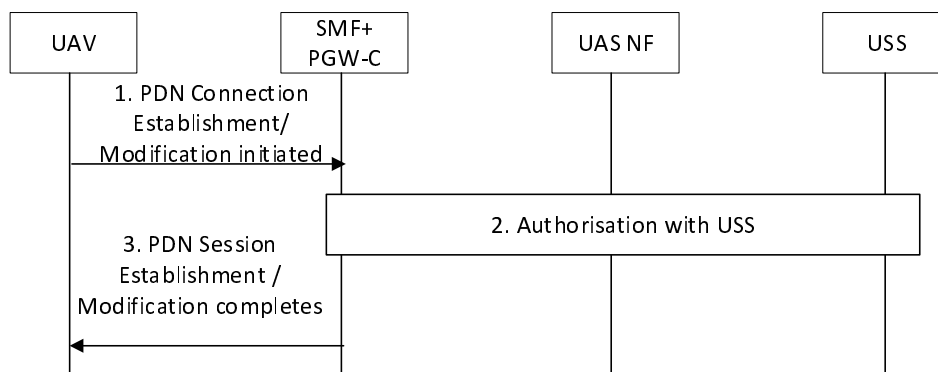 UAV
SMF+
PGW-C
UAS NF
USS
1. PDN Connection
Establishment/
Modification initiated
2. Authorisation with USS
3. PDN Session
Establishment /
Modification completes